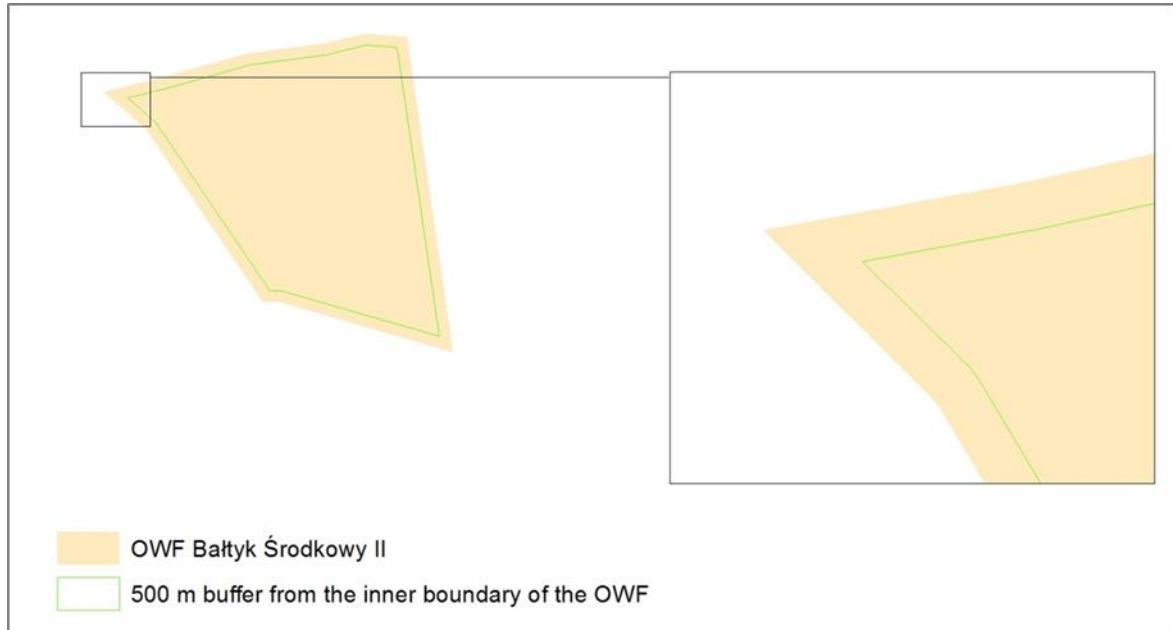 OWF Bałtyk Środkowy II
500 m buffer from the inner boundary of the OWF